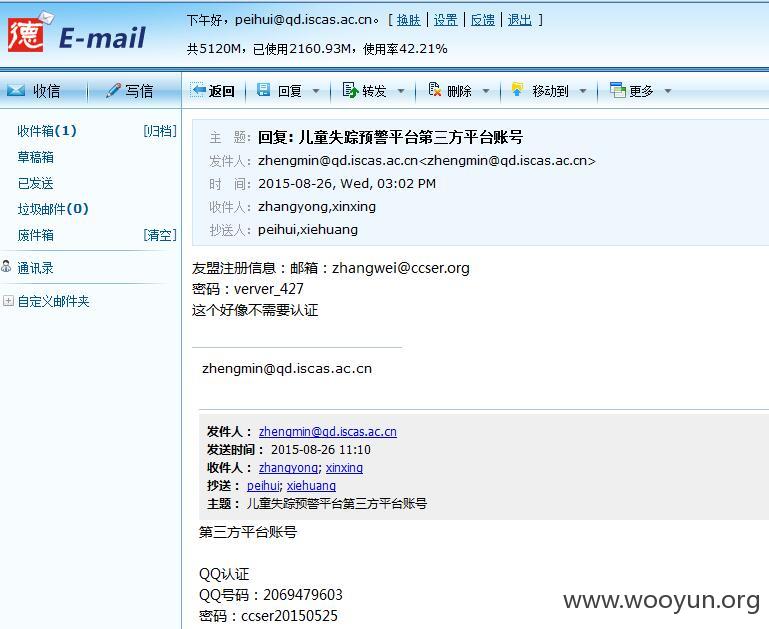 德 E-mail
下午好，peihui@qd.iscas.ac.cn。 [ 换肤 | 设置 | 反馈 | 退出 ]
共5120M，已使用2160.93M，使用率42.21%
收信 写信
返回 回复 转发 删除 移动到 更多
收件箱(1) [归档]
草稿箱
已发送
垃圾邮件(0)
废件箱 [清空]
通讯录
自定义邮件夹
主 题: 回复: 儿童失踪预警平台第三方平台账号
发件人: zhengmin@qd.iscas.ac.cn<zhengmin@qd.iscas.ac.cn>
时 间: 2015-08-26, Wed, 03:02 PM
收件人: zhangyong,xinxing
抄送人: peihui,xiehuang
友盟注册信息：邮箱：zhangwei@ccser.org
密码：verver_427
这个好像不需要认证
zhengmin@qd.iscas.ac.cn
发件人： zhengmin@qd.iscas.ac.cn
发送时间： 2015-08-26 11:10
收件人： zhangyong; xinxing
抄送： peihui; xiehuang
主题： 儿童失踪预警平台第三方平台账号
第三方平台账号
QQ认证
QQ号码：2069479603
密码：ccser20150525
www.wooyun.org